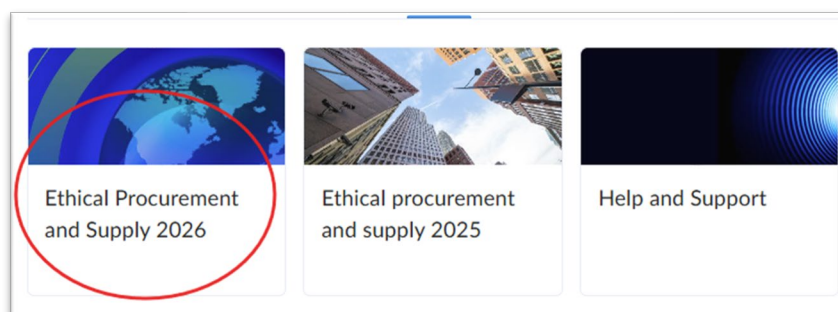 Ethical Procurement
and Supply 2026
Ethical procurement
and supply 2025
Help and Support